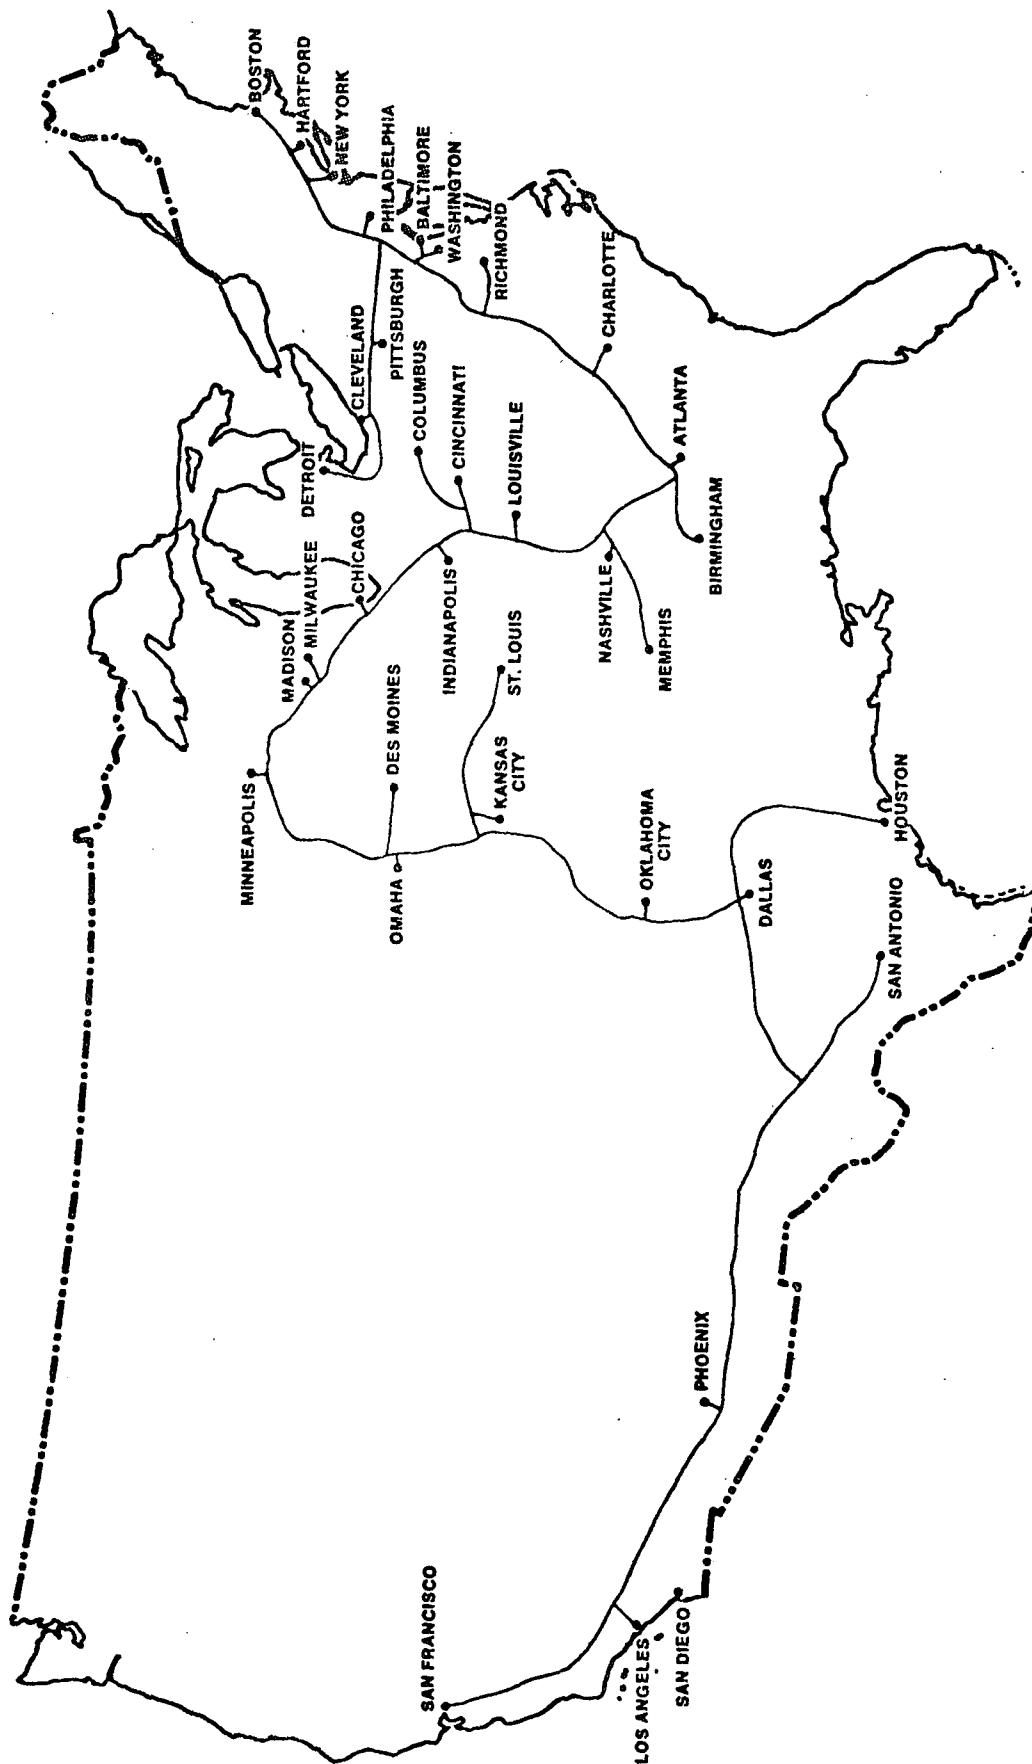 BOSTON
HARTFORD
NEW YORK
PHILADELPHIA
BALTIMORE
WASHINGTON
RICHMOND
CHARLOTTE
CLEVELAND
PITTSBURGH
COLUMBUS
CINCINNATI
LOUISVILLE
ATLANTA
DETROIT
CHICAGO
MILWAUKEE
MADISON
INDIANAPOLIS
NASHVILLE
BIRMINGHAM
MEMPHIS
ST. LOUIS
DES MOINES
KANSAS
CITY
MINNEAPOLIS
OMAHA
OKLAHOMA
CITY
DALLAS
HOUSTON
SAN ANTONIO
PHOENIX
SAN FRANCISCO
LOS ANGELES
SAN DIEGO